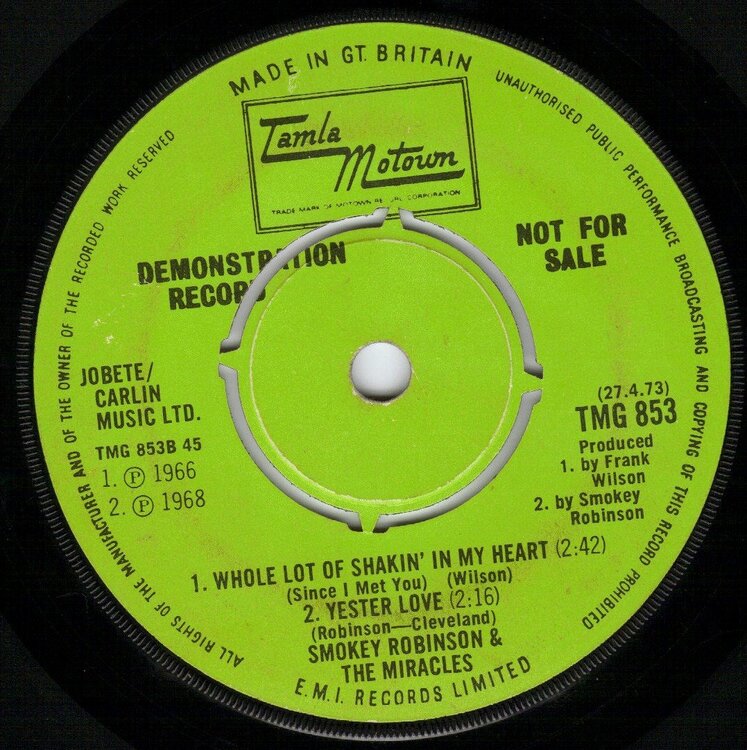 MADE IN GT. BRITAIN
UNAUTHORISED PUBLIC PERFORMANCE BROADCASTING AND COPYING OF THIS RECORD PROHIBITED
ALL RIGHTS OF THE MANUFACTURER AND OF THE OWNER OF THE RECORDED WORK RESERVED
Tamla
Motown
TRADE MARK OF MOTOWN RECORD CORPORATION
DEMONSTRATION
RECORD
NOT FOR
SALE
JOBETE/
CARLIN
MUSIC LTD.
TMG 853B 45
1. ℗ 1966
2. ℗ 1968
(27.4.73)
TMG 853
Produced
1. by Frank
Wilson
2. by Smokey
Robinson
1. WHOLE LOT OF SHAKIN' IN MY HEART (2:42)
(Since I Met You) (Wilson)
2. YESTER LOVE (2:16)
(Robinson—Cleveland)
SMOKEY ROBINSON &
THE MIRACLES
E.M.I. RECORDS LIMITED